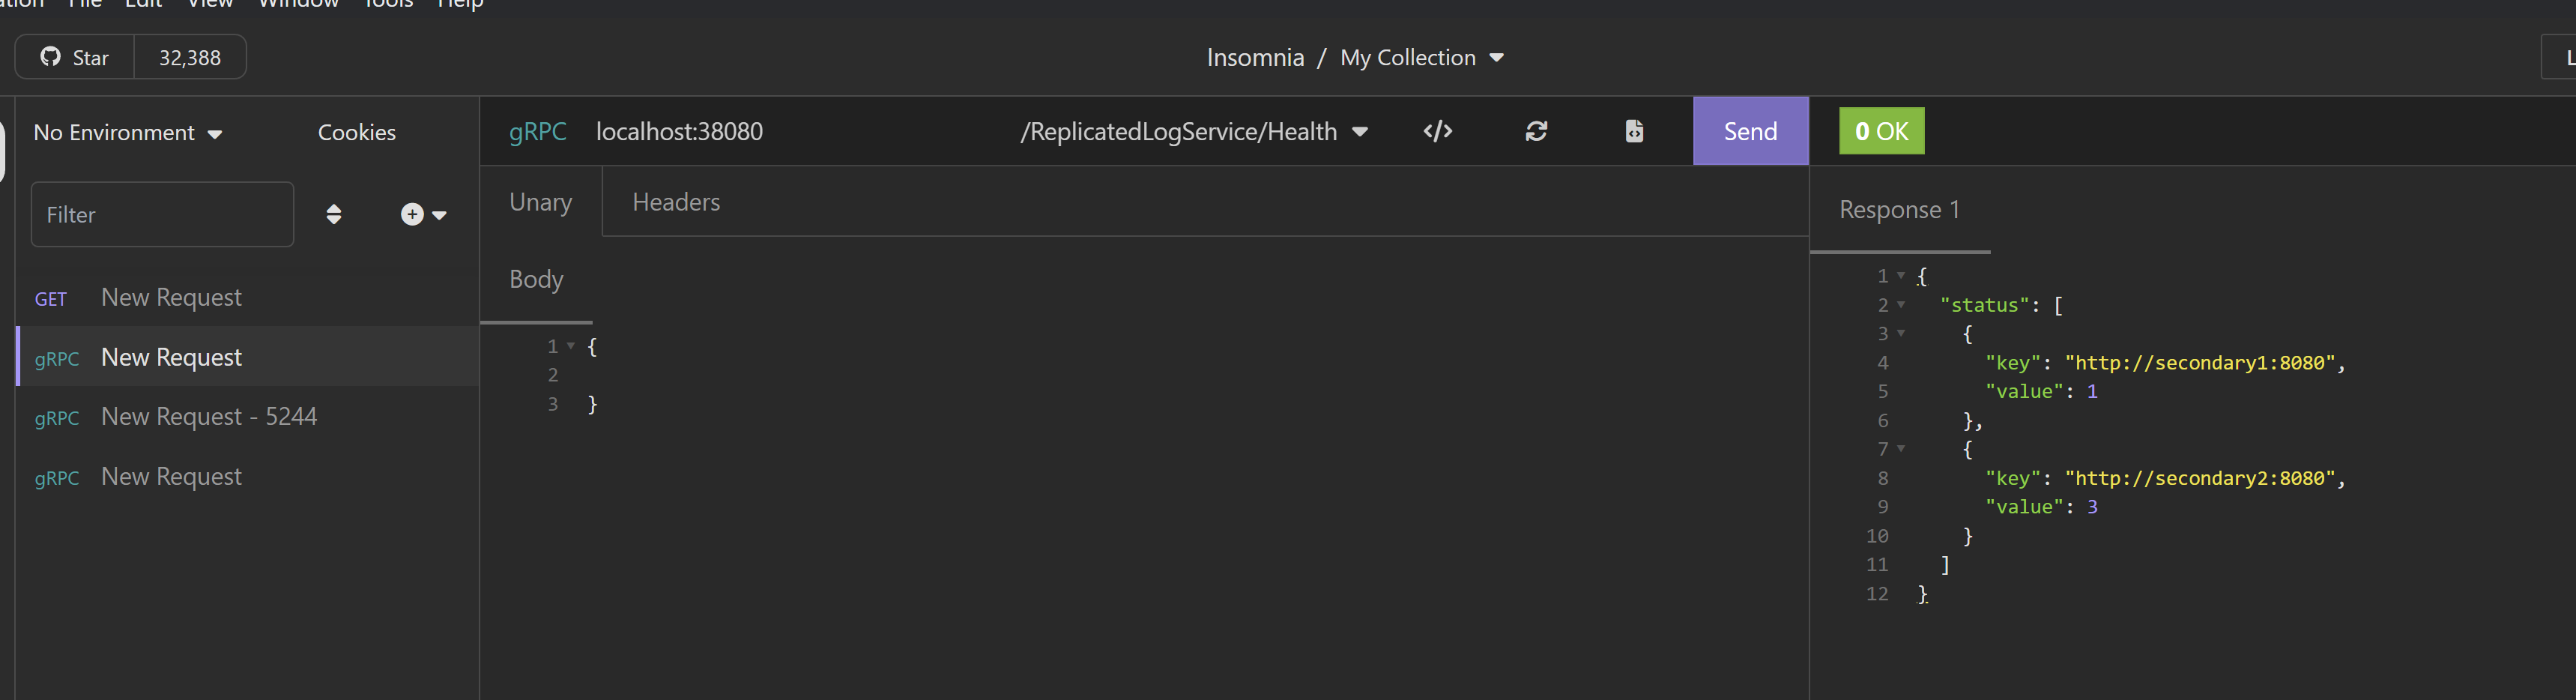 File Edit View Window Tools Help
Star 32,388
Insomnia / My Collection
No Environment Cookies
gRPC localhost:38080 /ReplicatedLogService/Health </> Send 0 OK
Filter
Unary Headers
Response 1
Body
GET New Request
gRPC New Request
gRPC New Request - 5244
gRPC New Request
1 {
2
3 }
1 {
2 "status": [
3 {
4 "key": "http://secondary1:8080",
5 "value": 1
6 },
7 {
8 "key": "http://secondary2:8080",
9 "value": 3
10 }
11 ]
12 }